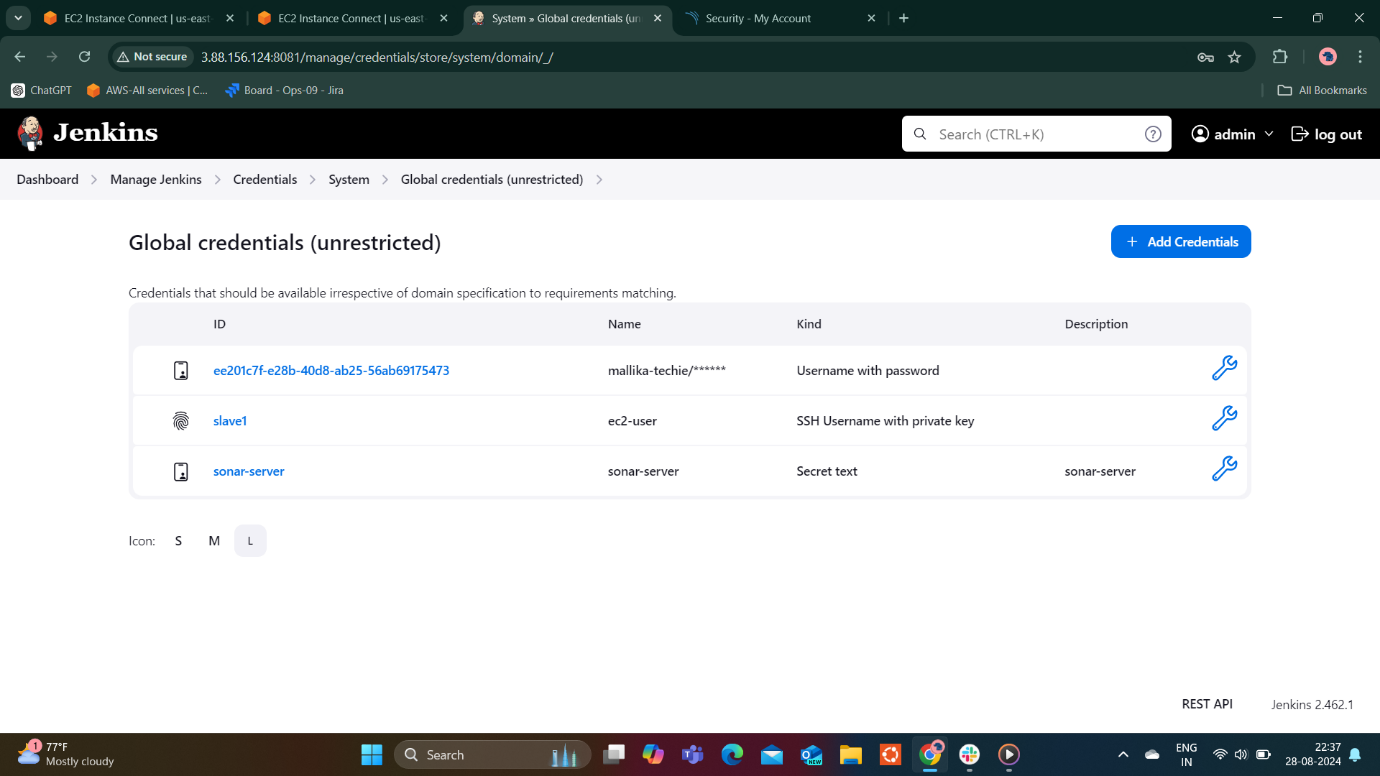 EC2 Instance Connect | us-east
EC2 Instance Connect | us-east
System » Global credentials (un
Security - My Account
Not secure
3.88.156.124:8081/manage/credentials/store/system/domain/_/
ChatGPT
AWS-All services | C...
Board - Ops-09 - Jira
All Bookmarks
Jenkins
Search (CTRL+K)
?
admin
log out
Dashboard
Manage Jenkins
Credentials
System
Global credentials (unrestricted)
Global credentials (unrestricted)
+ Add Credentials
Credentials that should be available irrespective of domain specification to requirements matching.
ID Name Kind Description
ee201c7f-e28b-40d8-ab25-56ab69175473 mallika-techie/****** Username with password
slave1 ec2-user SSH Username with private key
sonar-server sonar-server Secret text sonar-server
Icon: S M L
REST API
Jenkins 2.462.1
1
77°F
Mostly cloudy
Search
NEW
ENG
IN
22:37
28-08-2024